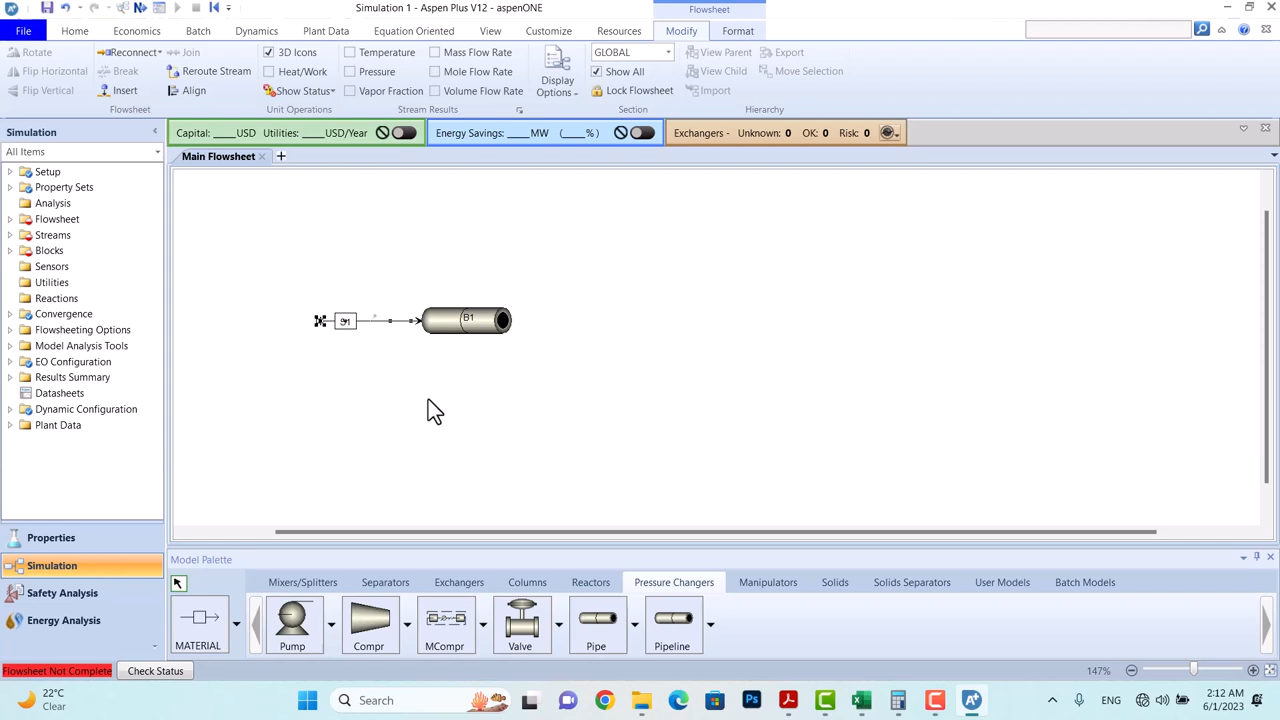 Simulation 1 - Aspen Plus V12 - aspenONE
Flowsheet
File Home Economics Batch Dynamics Plant Data Equation Oriented View Customize Resources Modify Format
Rotate Reconnect Join 3D Icons Temperature Mass Flow Rate GLOBAL View Parent Export
Flip Horizontal Break Reroute Stream Heat/Work Pressure Mole Flow Rate Display Options Show All View Child Move Selection
Flip Vertical Insert Align Show Status Vapor Fraction Volume Flow Rate Lock Flowsheet Import
Flowsheet Unit Operations Stream Results Section Hierarchy
Simulation
Capital: ____USD Utilities: ____USD/Year Energy Savings: ____MW (____%) Exchangers - Unknown: 0 OK: 0 Risk: 0
All Items
Main Flowsheet
Setup
Property Sets
Analysis
Flowsheet
Streams
Blocks
Sensors
Utilities
Reactions
Convergence
Flowsheeting Options
Model Analysis Tools
EO Configuration
Results Summary
Datasheets
Dynamic Configuration
Plant Data
B1
Properties
Simulation
Safety Analysis
Energy Analysis
Model Palette
Mixers/Splitters Separators Exchangers Columns Reactors Pressure Changers Manipulators Solids Solids Separators User Models Batch Models
MATERIAL Pump Compr MCompr Valve Pipe Pipeline
Flowsheet Not Complete Check Status 147%
22°C
Clear
Search
ENG
2:12 AM
6/1/2023